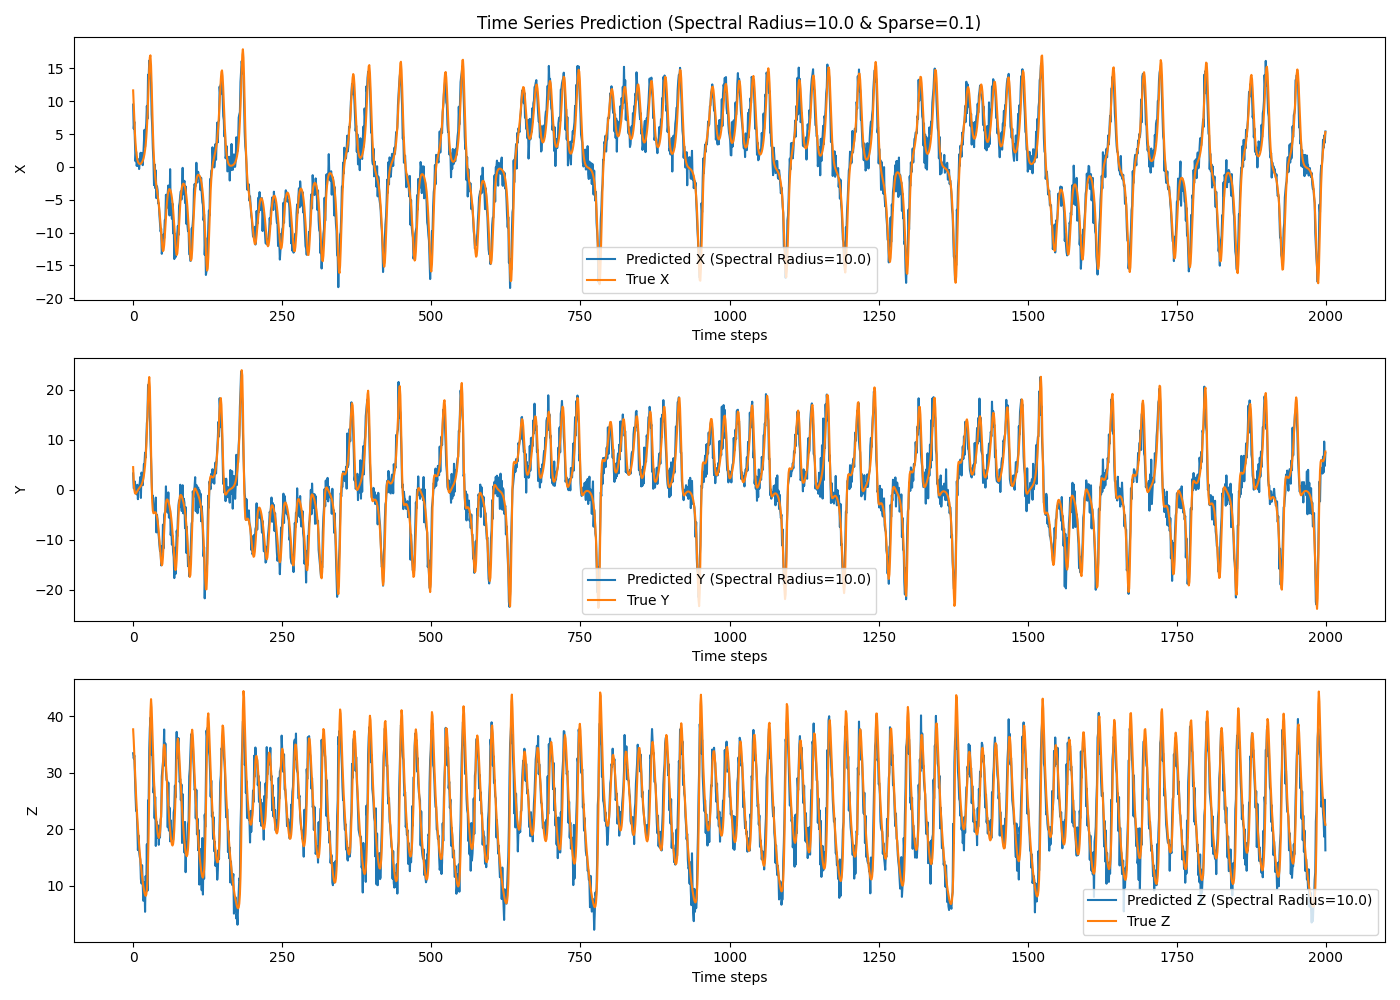 Time Series Prediction (Spectral Radius=10.0 & Sparse=0.1)
15
10
5
0
−5
−10
−15
−20
X
Predicted X (Spectral Radius=10.0)
True X
0 250 500 750 1000 1250 1500 1750 2000
Time steps
20
10
0
−10
−20
Y
Predicted Y (Spectral Radius=10.0)
True Y
0 250 500 750 1000 1250 1500 1750 2000
Time steps
40
30
20
10
Z
Predicted Z (Spectral Radius=10.0)
True Z
0 250 500 750 1000 1250 1500 1750 2000
Time steps